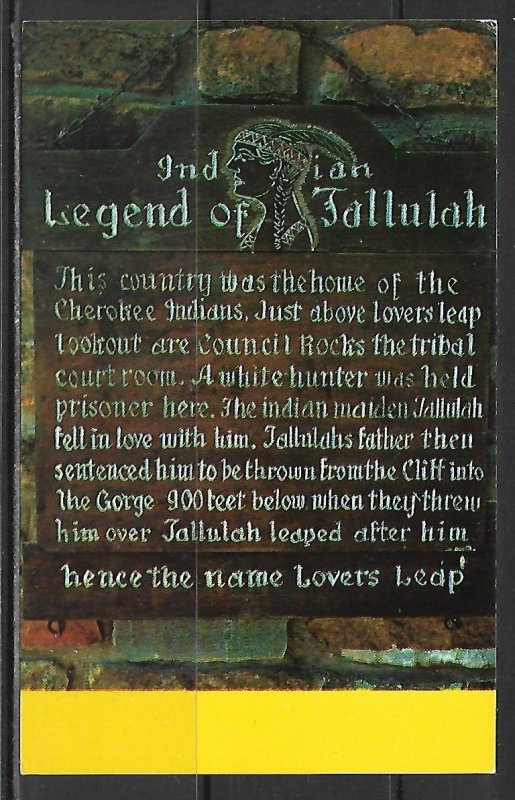 Indian
Legend of Tallulah
This country was the home of the
Cherokee Indians. Just above lovers leap
lookout are Council Rocks the tribal
court room. A white hunter was held
prisoner here. The indian maiden Tallulah
fell in love with him. Tallulahs father then
sentenced him to be thrown from the Cliff into
the Gorge 900 feet below, when they threw
him over Tallulah leaped after him
hence the name Lovers Leap